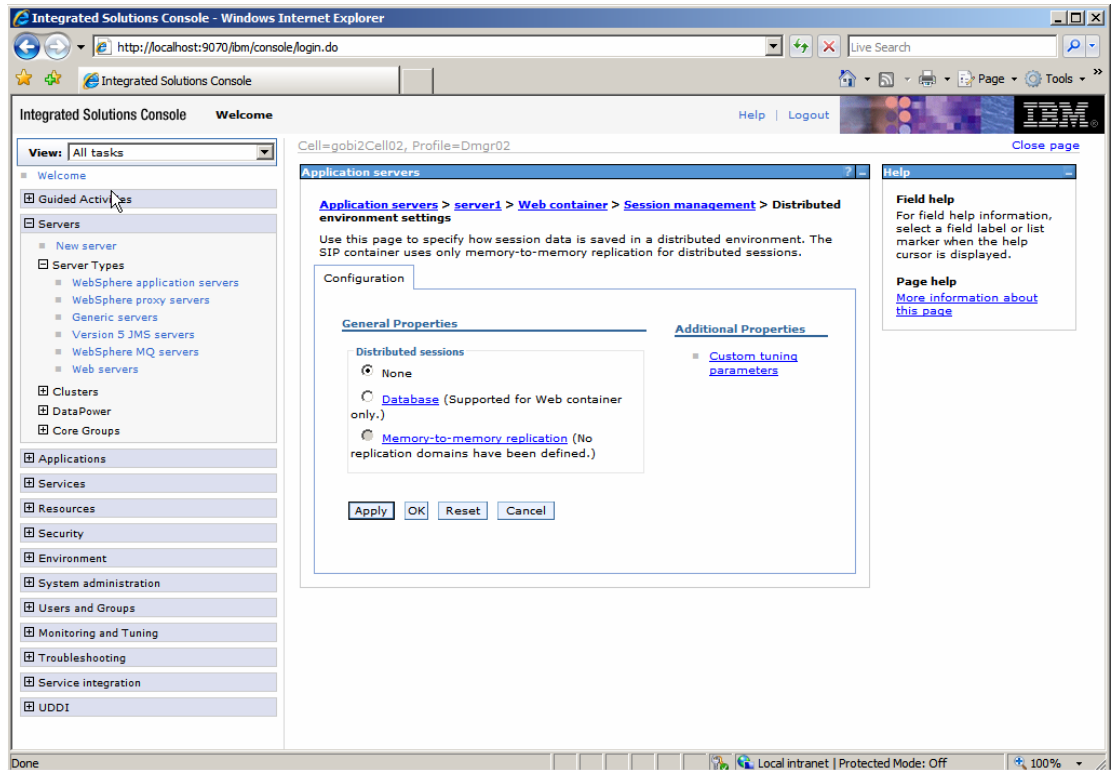 Integrated Solutions Console - Windows Internet Explorer
http://localhost:9070/ibm/console/login.do
Live Search
Integrated Solutions Console
Page
Tools
»
Integrated Solutions Console Welcome
Help | Logout
IBM®
View: All tasks
Cell=gobi2Cell02, Profile=Dmgr02
Close page
Welcome
Guided Activities
Servers
New server
Server Types
WebSphere application servers
WebSphere proxy servers
Generic servers
Version 5 JMS servers
WebSphere MQ servers
Web servers
Clusters
DataPower
Core Groups
Applications
Services
Resources
Security
Environment
System administration
Users and Groups
Monitoring and Tuning
Troubleshooting
Service integration
UDDI
Application servers
? -
Application servers > server1 > Web container > Session management > Distributed
environment settings
Use this page to specify how session data is saved in a distributed environment. The
SIP container uses only memory-to-memory replication for distributed sessions.
Configuration
General Properties
Distributed sessions
None
Database (Supported for Web container
only.)
Memory-to-memory replication (No
replication domains have been defined.)
Apply OK Reset Cancel
Additional Properties
Custom tuning
parameters
Help
-
Field help
For field help information,
select a field label or list
marker when the help
cursor is displayed.
Page help
More information about
this page
Done
Local intranet | Protected Mode: Off
100%